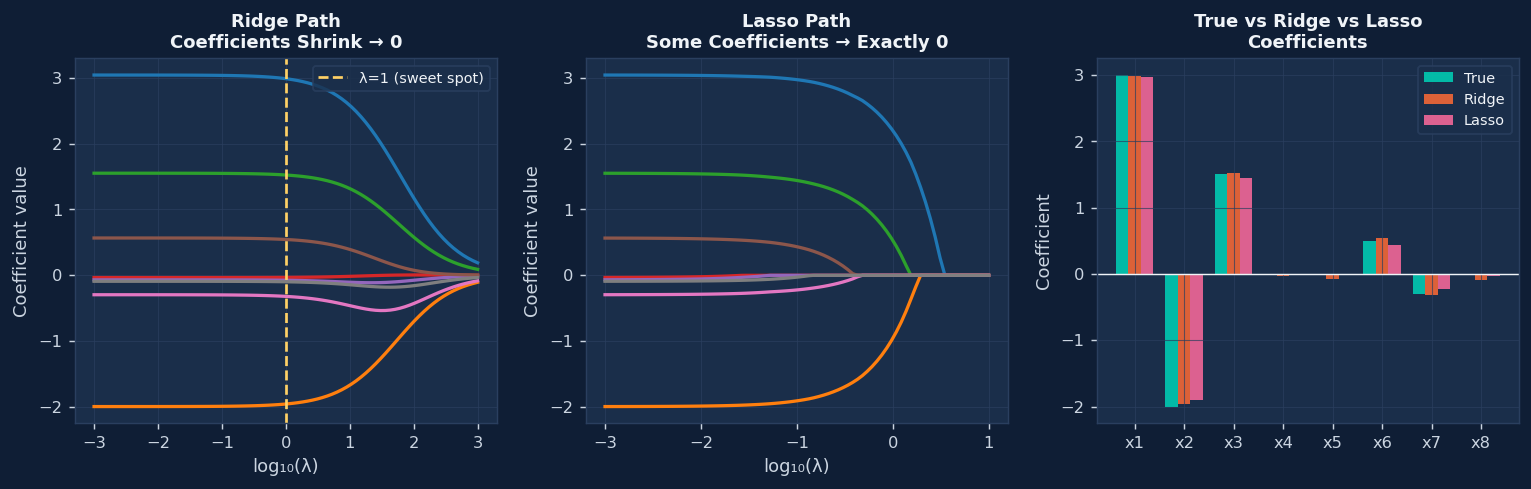 Ridge Path
Coefficients Shrink → 0
Coefficient value
3
2
1
0
−1
−2
λ=1 (sweet spot)
−3 −2 −1 0 1 2 3
log₁₀(λ)
Lasso Path
Some Coefficients → Exactly 0
Coefficient value
3
2
1
0
−1
−2
−3 −2 −1 0 1
log₁₀(λ)
True vs Ridge vs Lasso
Coefficients
Coefficient
3
2
1
0
−1
−2
True
Ridge
Lasso
x1 x2 x3 x4 x5 x6 x7 x8